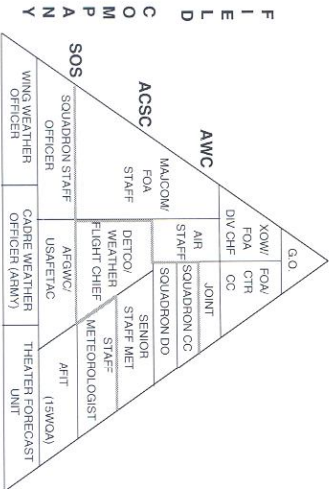 FIELD
COMPANY
AWC
ACSC
SOS
G.O.
XOW/
FOA
DIV CHF
FOA/
CTR
CC
MAJCOM/
FOA
STAFF
AIR
STAFF
JOINT
SQUADRON CC
SQUADRON DO
DETCO/
WEATHER
FLIGHT CHIEF
SENIOR
STAFF MET
STAFF
METEOROLOGIST
SQUADRON STAFF
OFFICER
AFGWC/
USAFETAC
AFIT
(15WQA)
WING WEATHER
OFFICER
CADRE WEATHER
OFFICER (ARMY)
THEATER FORECAST
UNIT